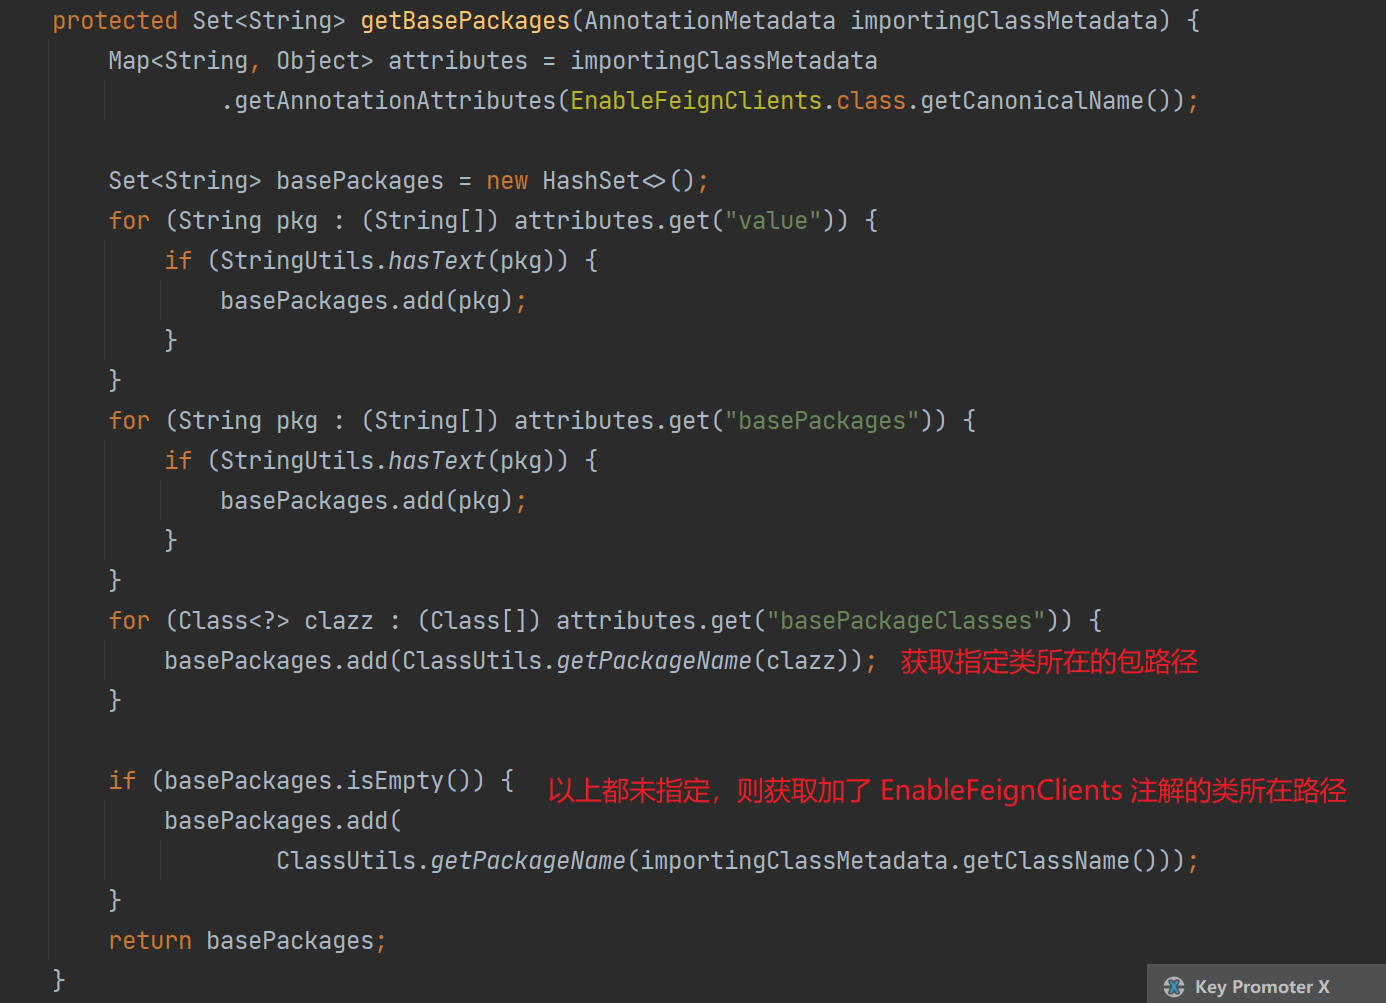 protected Set<String> getBasePackages(AnnotationMetadata importingClassMetadata) {
Map<String, Object> attributes = importingClassMetadata
.getAnnotationAttributes(EnableFeignClients.class.getCanonicalName());
Set<String> basePackages = new HashSet<>();
for (String pkg : (String[]) attributes.get("value")) {
if (StringUtils.hasText(pkg)) {
basePackages.add(pkg);
}
}
for (String pkg : (String[]) attributes.get("basePackages")) {
if (StringUtils.hasText(pkg)) {
basePackages.add(pkg);
}
}
for (Class<?> clazz : (Class[]) attributes.get("basePackageClasses")) {
basePackages.add(ClassUtils.getPackageName(clazz)); 获取指定类所在的包路径
}
if (basePackages.isEmpty()) { 以上都未指定，则获取加了 EnableFeignClients 注解的类所在路径
basePackages.add(
ClassUtils.getPackageName(importingClassMetadata.getClassName()));
}
return basePackages;
}
Key Promoter X